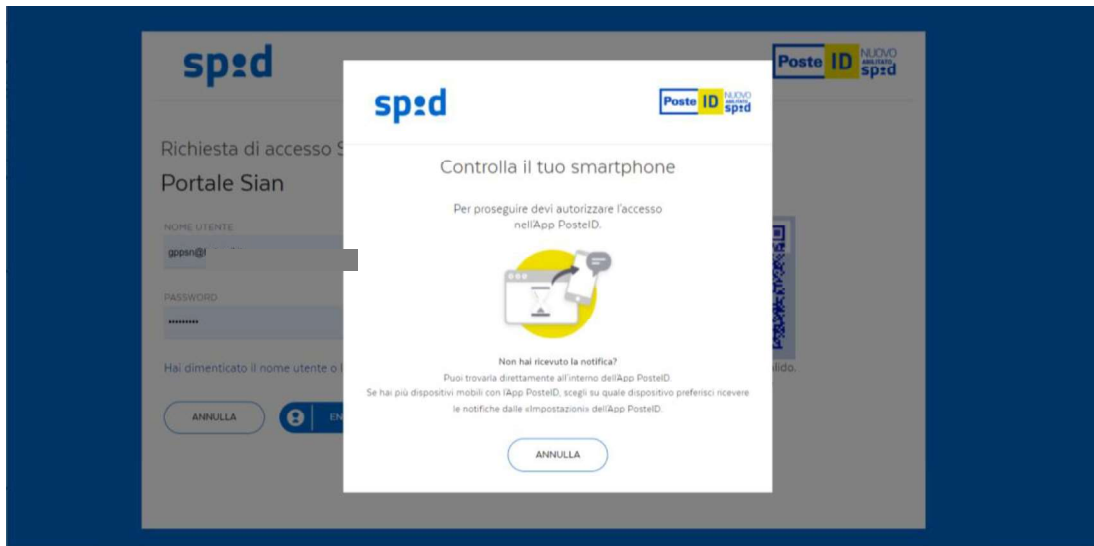 spid
Poste ID NUOVO ABILITATO spid
Richiesta di accesso S
Portale Sian
NOME UTENTE
gppsn@
PASSWORD
•••••••••
Hai dimenticato il nome utente o l
ANNULLA
EN
lido.
spid
Poste ID NUOVO ABILITATO spid
Controlla il tuo smartphone
Per proseguire devi autorizzare l'accesso
nell'App PosteID.
Non hai ricevuto la notifica?
Puoi trovarla direttamente all'interno dell'App PosteID.
Se hai più dispositivi mobili con l'App PosteID, scegli su quale dispositivo preferisci ricevere
le notifiche dalle «Impostazioni» dell'App PosteID.
ANNULLA